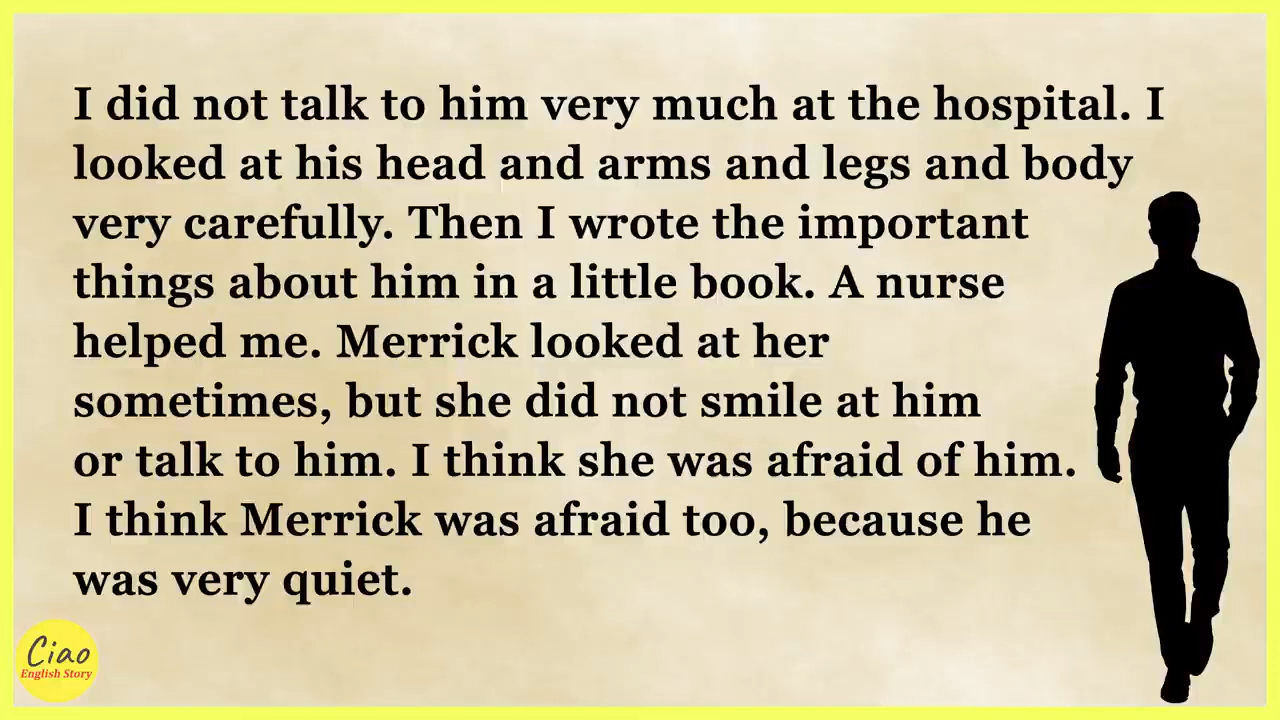 I did not talk to him very much at the hospital. I
looked at his head and arms and legs and body
very carefully. Then I wrote the important
things about him in a little book. A nurse
helped me. Merrick looked at her
sometimes, but she did not smile at him
or talk to him. I think she was afraid of him.
I think Merrick was afraid too, because he
was very quiet.
Ciao
English Story